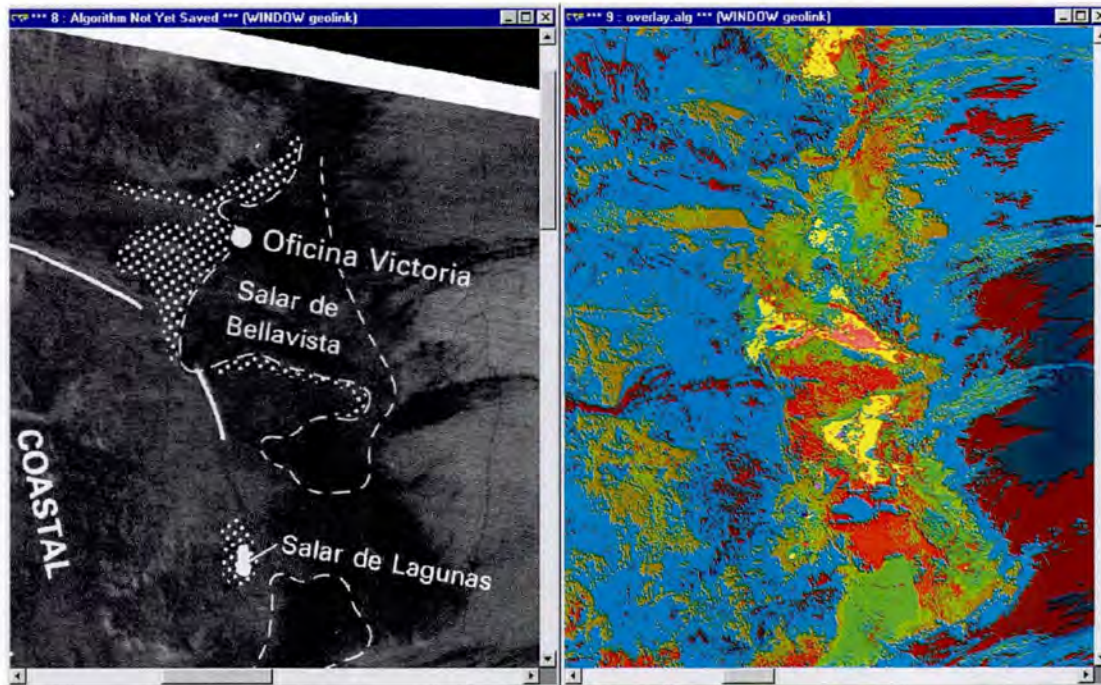 *** 8 : Algorithm Not Yet Saved *** (WINDOW geolink)
*** 9 : overlay.alg *** (WINDOW geolink)
Oficina Victoria
Salar de
Bellavista
COASTAL
Salar de Lagunas